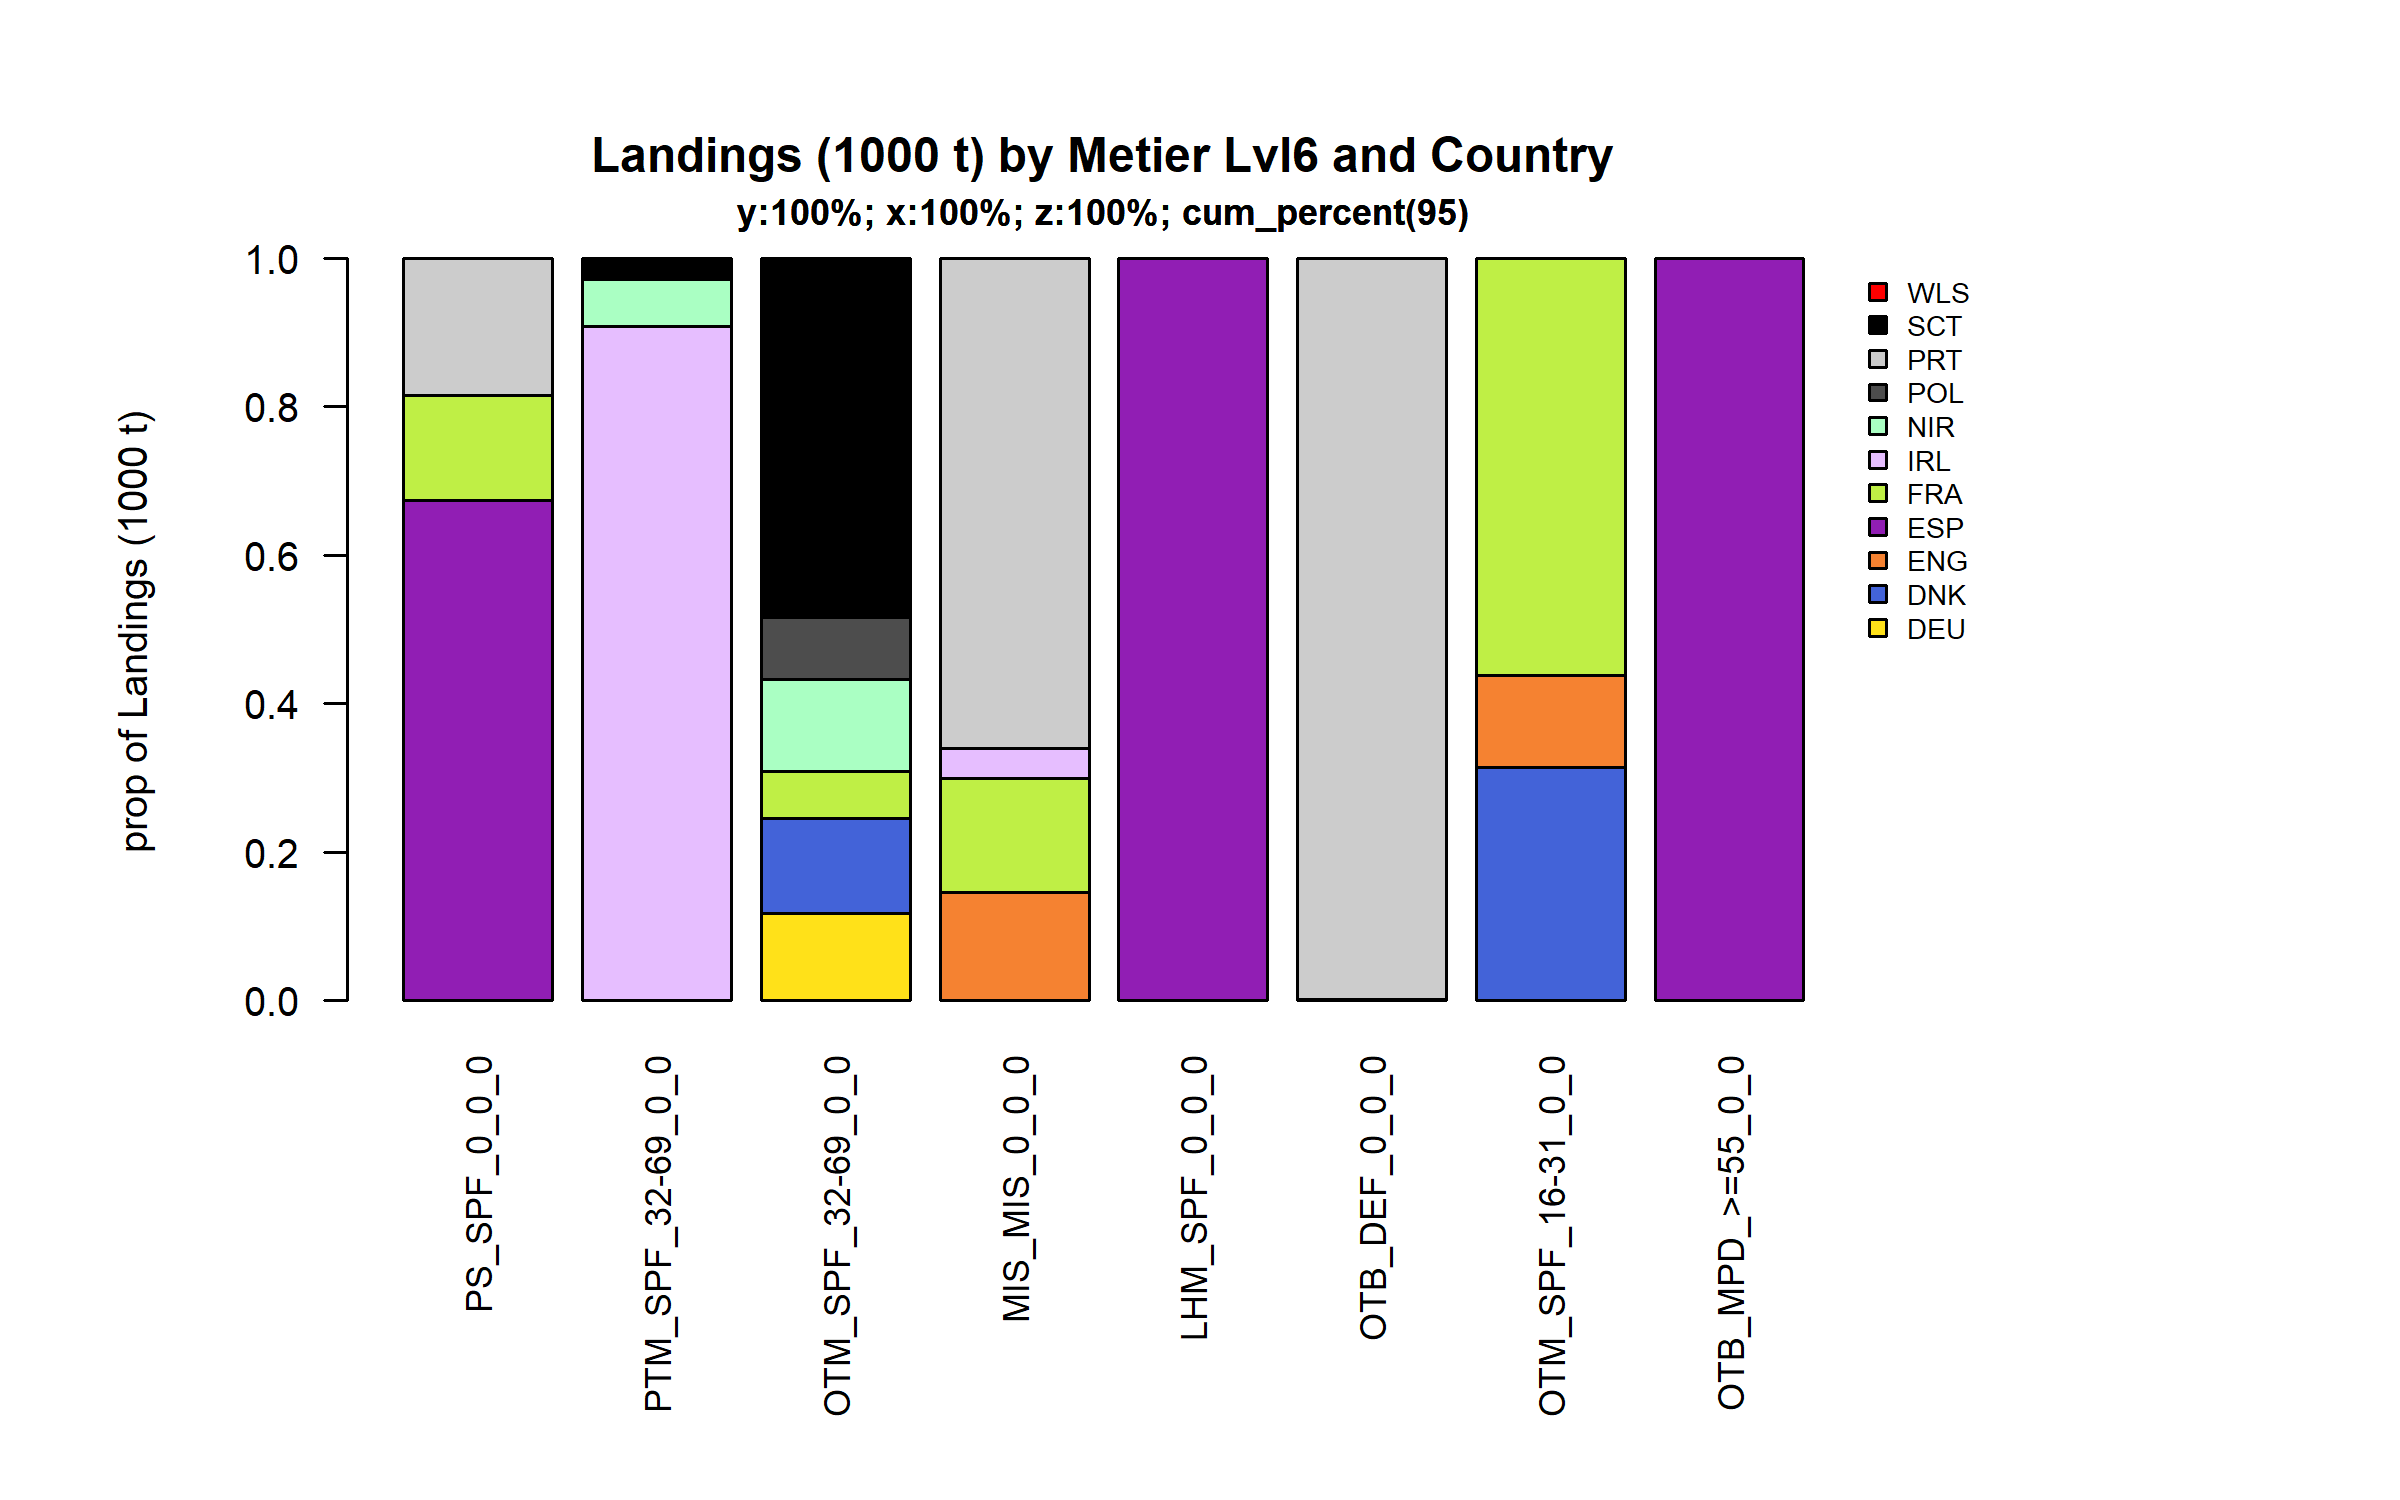 Landings (1000 t) by Metier Lvl6 and Country
y:100%; x:100%; z:100%; cum_percent(95)
prop of Landings (1000 t)
1.0
0.8
0.6
0.4
0.2
0.0
PS_SPF_0_0_0
PTM_SPF_32-69_0_0
OTM_SPF_32-69_0_0
MIS_MIS_0_0_0
LHM_SPF_0_0_0
OTB_DEF_0_0_0
OTM_SPF_16-31_0_0
OTB_MPD_>=55_0_0
WLS
SCT
PRT
POL
NIR
IRL
FRA
ESP
ENG
DNK
DEU